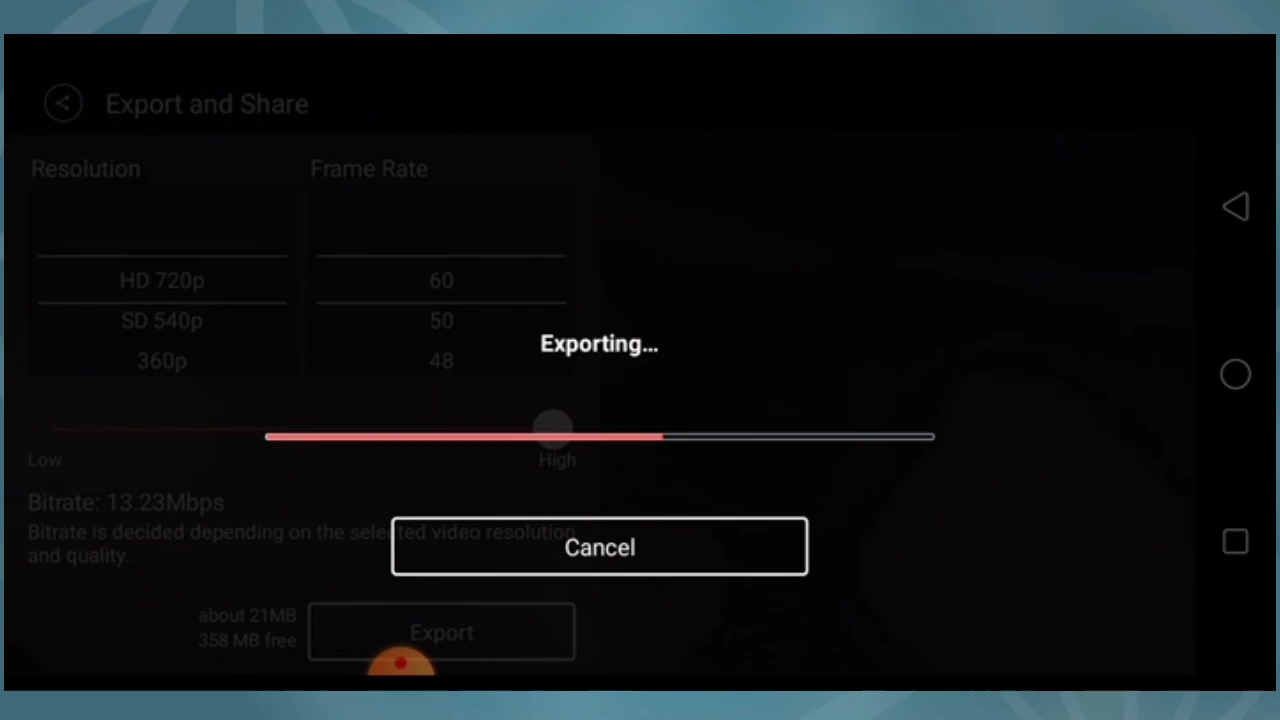 Export and Share
Resolution
Frame Rate
HD 720p
60
SD 540p
50
360p
48
Exporting...
Low
High
Bitrate: 13.23Mbps
Bitrate is decided depending on the selected video resolution
and quality.
Cancel
about 21MB
358 MB free
Export